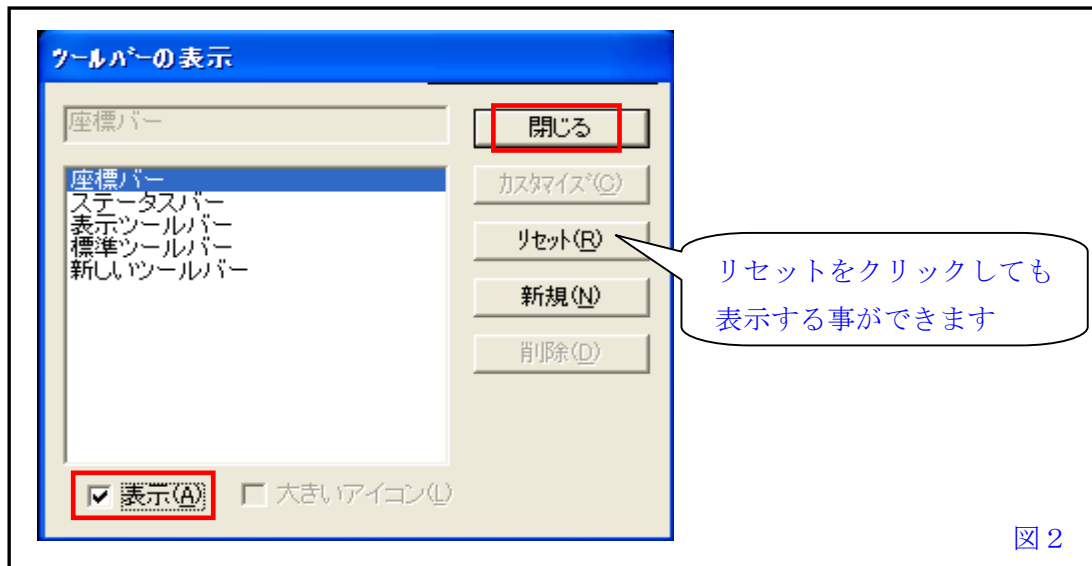 ツールバーの表示
座標バー
閉じる
座標バー
ステータスバー
表示ツールバー
標準ツールバー
新しいツールバー
カスタマイズ(C)
リセット(R)
新規(N)
削除(D)
リセットをクリックしても
表示する事ができます
表示(A)
大きいアイコン(L)
図２